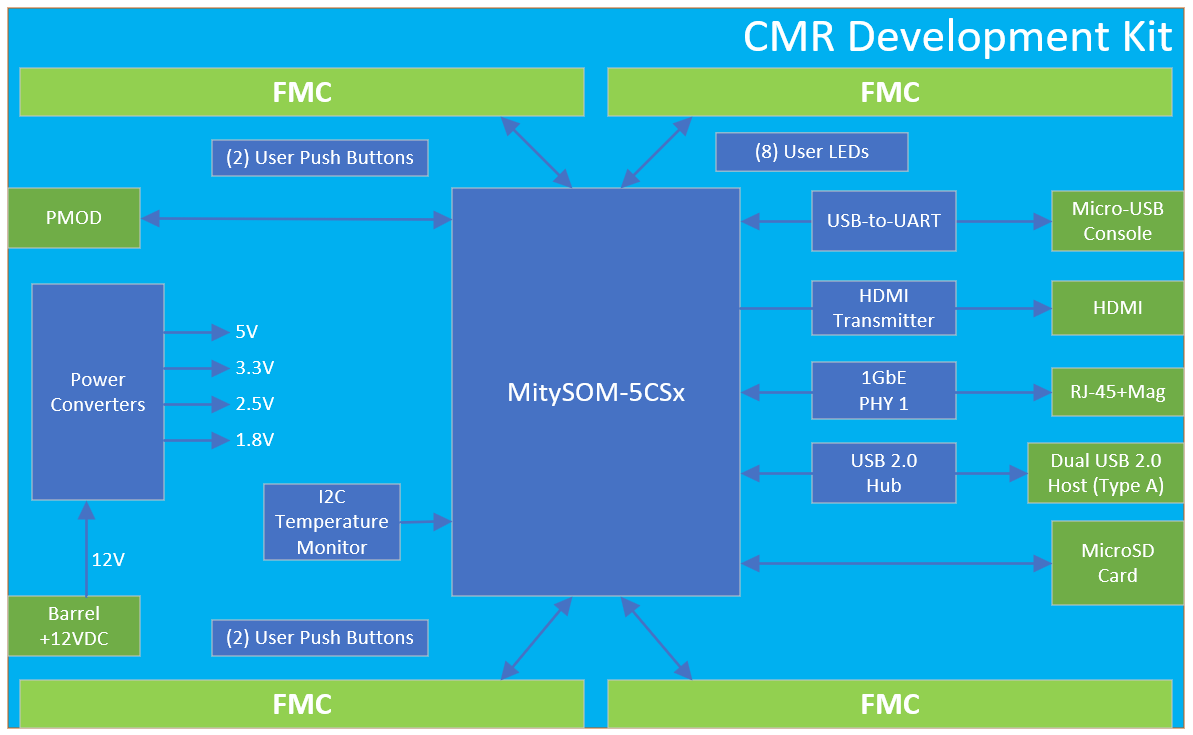 CMR Development Kit
FMC
FMC
(2) User Push Buttons
(8) User LEDs
PMOD
USB-to-UART
Micro-USB
Console
HDMI
Transmitter
HDMI
5V
3.3V
2.5V
1.8V
Power
Converters
MitySOM-5CSx
1GbE
PHY 1
RJ-45+Mag
USB 2.0
Hub
Dual USB 2.0
Host (Type A)
I2C
Temperature
Monitor
MicroSD
Card
12V
Barrel
+12VDC
(2) User Push Buttons
FMC
FMC